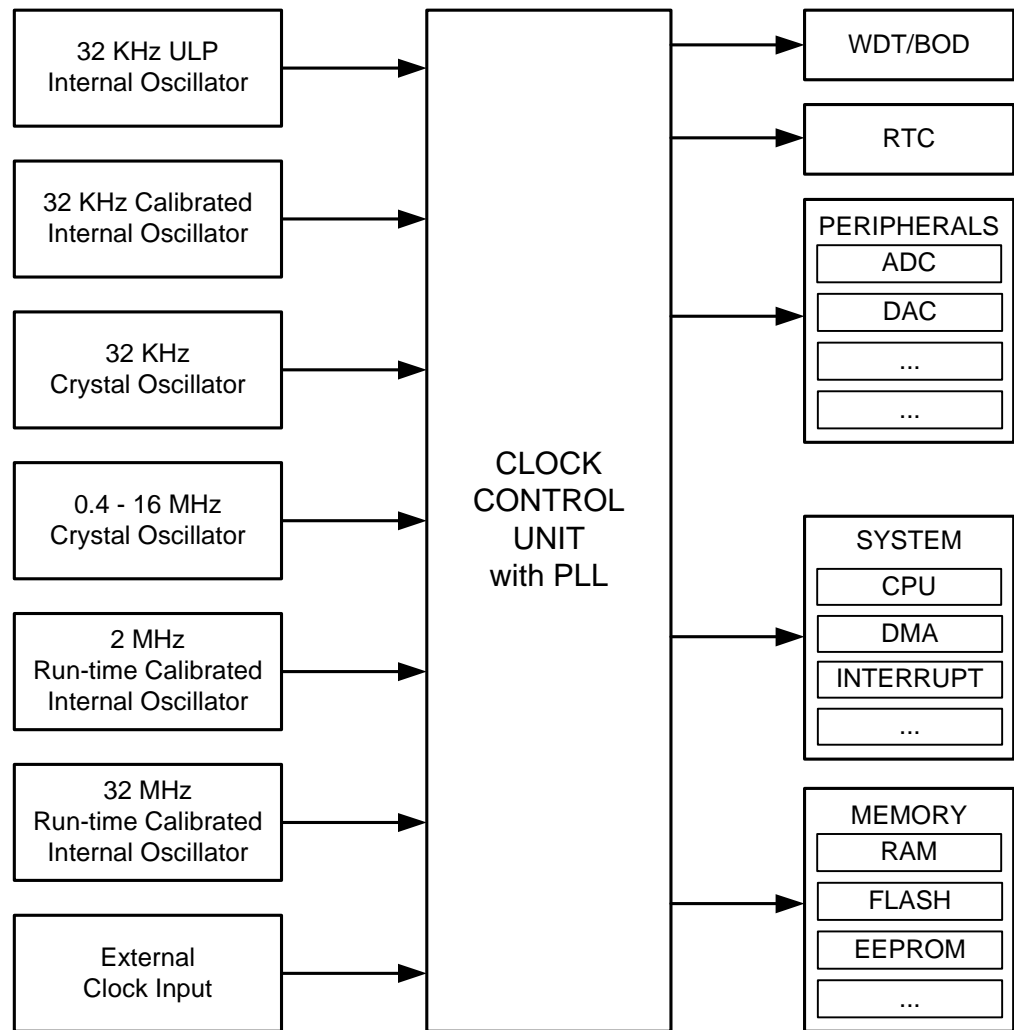 32 KHz ULP
Internal Oscillator
32 KHz Calibrated
Internal Oscillator
32 KHz
Crystal Oscillator
0.4 - 16 MHz
Crystal Oscillator
2 MHz
Run-time Calibrated
Internal Oscillator
32 MHz
Run-time Calibrated
Internal Oscillator
External
Clock Input
CLOCK
CONTROL
UNIT
with PLL
WDT/BOD
RTC
PERIPHERALS
ADC
DAC
...
...
SYSTEM
CPU
DMA
INTERRUPT
...
MEMORY
RAM
FLASH
EEPROM
...